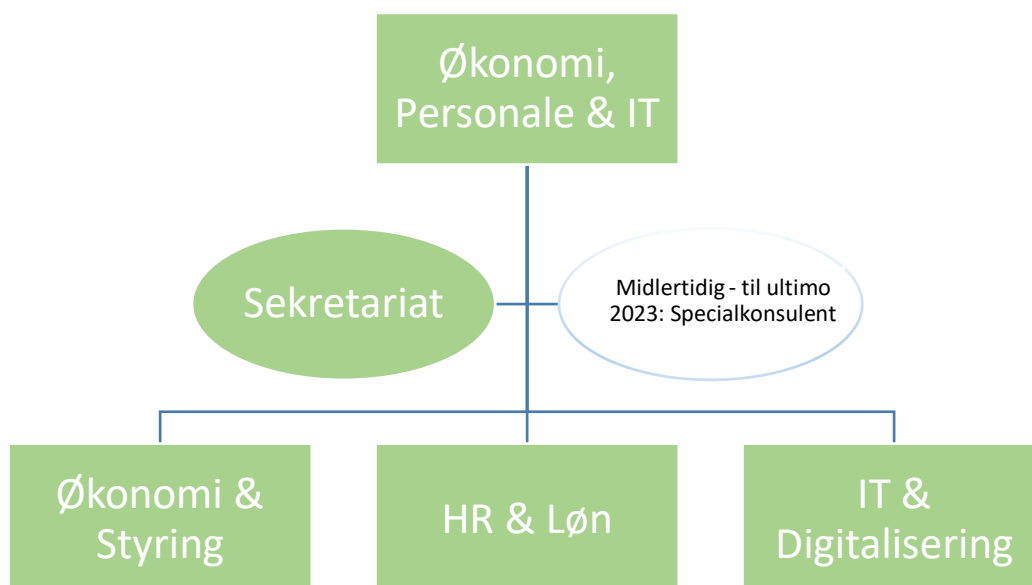 Økonomi,
Personale & IT
Sekretariat
Midlertidig - til ultimo
2023: Specialkonsulent
Økonomi &
Styring
HR & Løn
IT &
Digitalisering